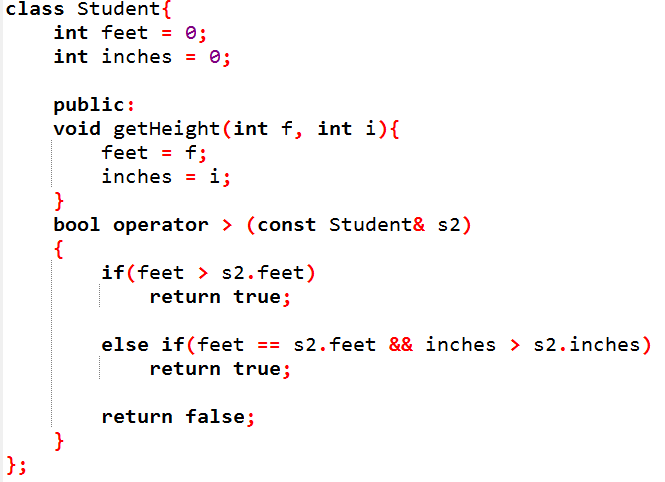 class Student{
    int feet = 0;
    int inches = 0;

    public:
    void getHeight(int f, int i){
        feet = f;
        inches = i;
    }
    bool operator > (const Student& s2)
    {
        if(feet > s2.feet)
            return true;

        else if(feet == s2.feet && inches > s2.inches)
            return true;

        return false;
    }
};